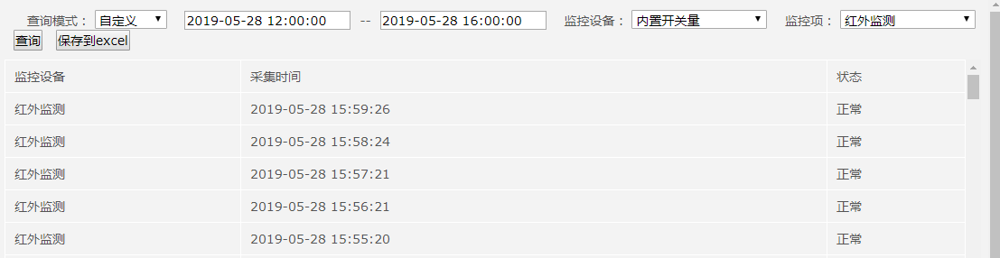 查询模式： 自定义 2019-05-28 12:00:00 -- 2019-05-28 16:00:00 监控设备： 内置开关量 监控项： 红外监测
查询 保存到excel
监控设备 采集时间 状态
红外监测 2019-05-28 15:59:26 正常
红外监测 2019-05-28 15:58:24 正常
红外监测 2019-05-28 15:57:21 正常
红外监测 2019-05-28 15:56:21 正常
红外监测 2019-05-28 15:55:20 正常